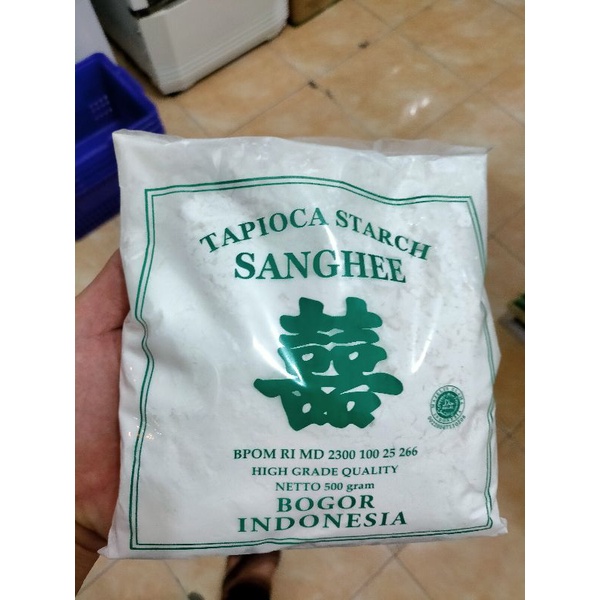 TAPIOCA STARCH
SANGHEE
囍
BPOM RI MD 2300 100 25 266
HIGH GRADE QUALITY
NETTO 500 gram
BOGOR
INDONESIA